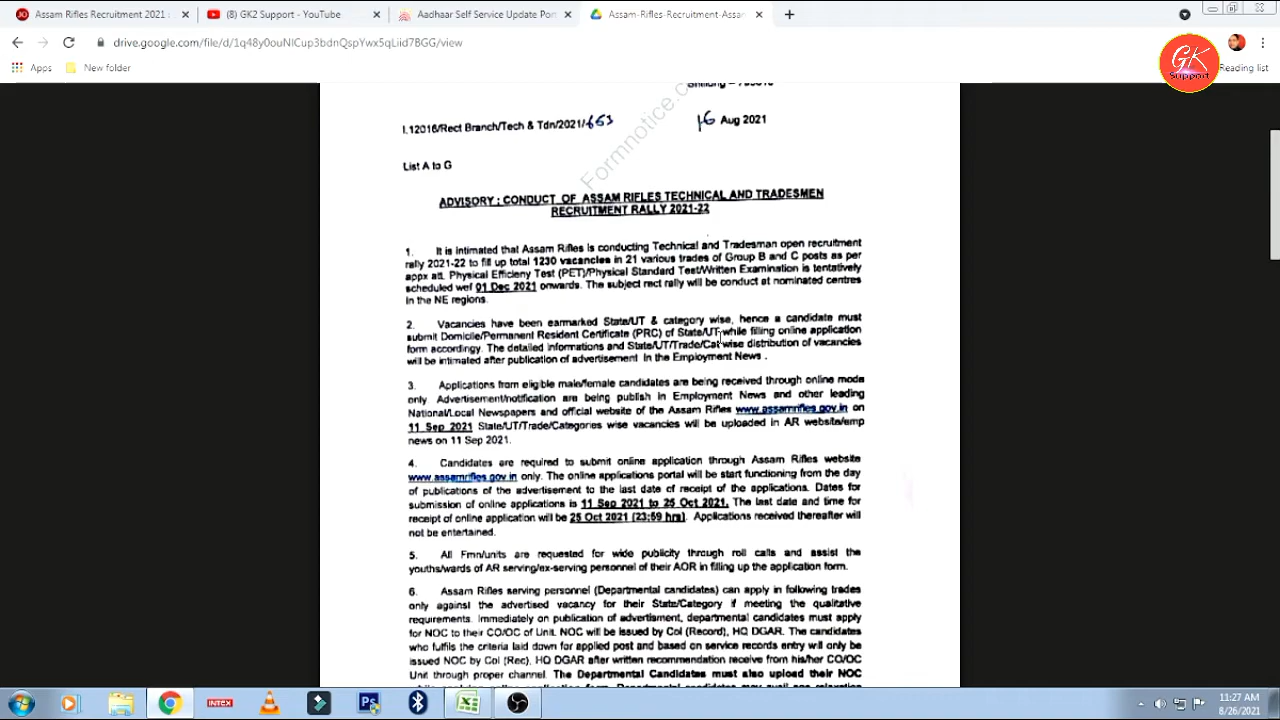 Assam Rifles Recruitment 2021
(8) GK2 Support - YouTube
Aadhaar Self Service Update Por
Assam-Rifles-Recruitment-Assa
drive.google.com/file/d/1q48y0ouNICup3bdnQspYwx5qLiid7BGG/view
Apps
New folder
GK
Support
Reading list
Formnotice.c
I.12016/Rect Branch/Tech & Tdn/2021/653
16 Aug 2021
List A to G
ADVISORY : CONDUCT OF ASSAM RIFLES TECHNICAL AND TRADESMEN
RECRUITMENT RALLY 2021-22
1. It is intimated that Assam Rifles is conducting Technical and Tradesman open recruitment
rally 2021-22 to fill up total 1230 vacancies in 21 various trades of Group B and C posts as per
appx att. Physical Efficieny Test (PET)/Physical Standard Test/Written Examination is tentatively
scheduled wef 01 Dec 2021 onwards. The subject rect rally will be conduct at nominated centres
in the NE regions.
2. Vacancies have been earmarked State/UT & category wise, hence a candidate must
submit Domicile/Permanent Resident Certificate (PRC) of State/UT while filling online application
form accordingy. The detailed informations and State/UT/Trade/Cat wise distribution of vacancies
will be intimated after publication of advertisement in the Employment News .
3. Applications from eligible male/female candidates are being received through online mode
only Advertisement/notification are being publish in Employment News and other leading
National/Local Newspapers and official website of the Assam Rifles www.assamrifles.gov.in on
11 Sep 2021 State/UT/Trade/Categories wise vacancies will be uploaded in AR website/emp
news on 11 Sep 2021.
4. Candidates are required to submit online application through Assam Rifles website
www.assamrifles.gov.in only. The online applications portal will be start functioning from the day
of publications of the advertisement to the last date of receipt of the applications. Dates for
submission of online applications is 11 Sep 2021 to 25 Oct 2021. The last date and time for
receipt of online application will be 25 Oct 2021 (23:59 hrs). Applications received thereafter will
not be entertained.
5. All Fmn/units are requested for wide publicity through roll calls and assist the
youths/wards of AR serving/ex-serving personnel of their AOR in filling up the application form.
6. Assam Rifles serving personnel (Departmental candidates) can apply in following trades
only against the advertised vacancy for their State/Category if meeting the qualitative
requirements. Immediately on publication of advertisment, departmental candidates must apply
for NOC to their CO/OC of Unit. NOC will be issued by Col (Record), HQ DGAR. The candidates
who fulfils the criteria laid down for applied post and based on service records entry will only be
issued NOC by Col (Rec), HQ DGAR after written recommendation receive from his/her CO/OC
Unit through proper channel. The Departmental Candidates must also upload their NOC
INTEX
Ps
11:27 AM
8/26/2021